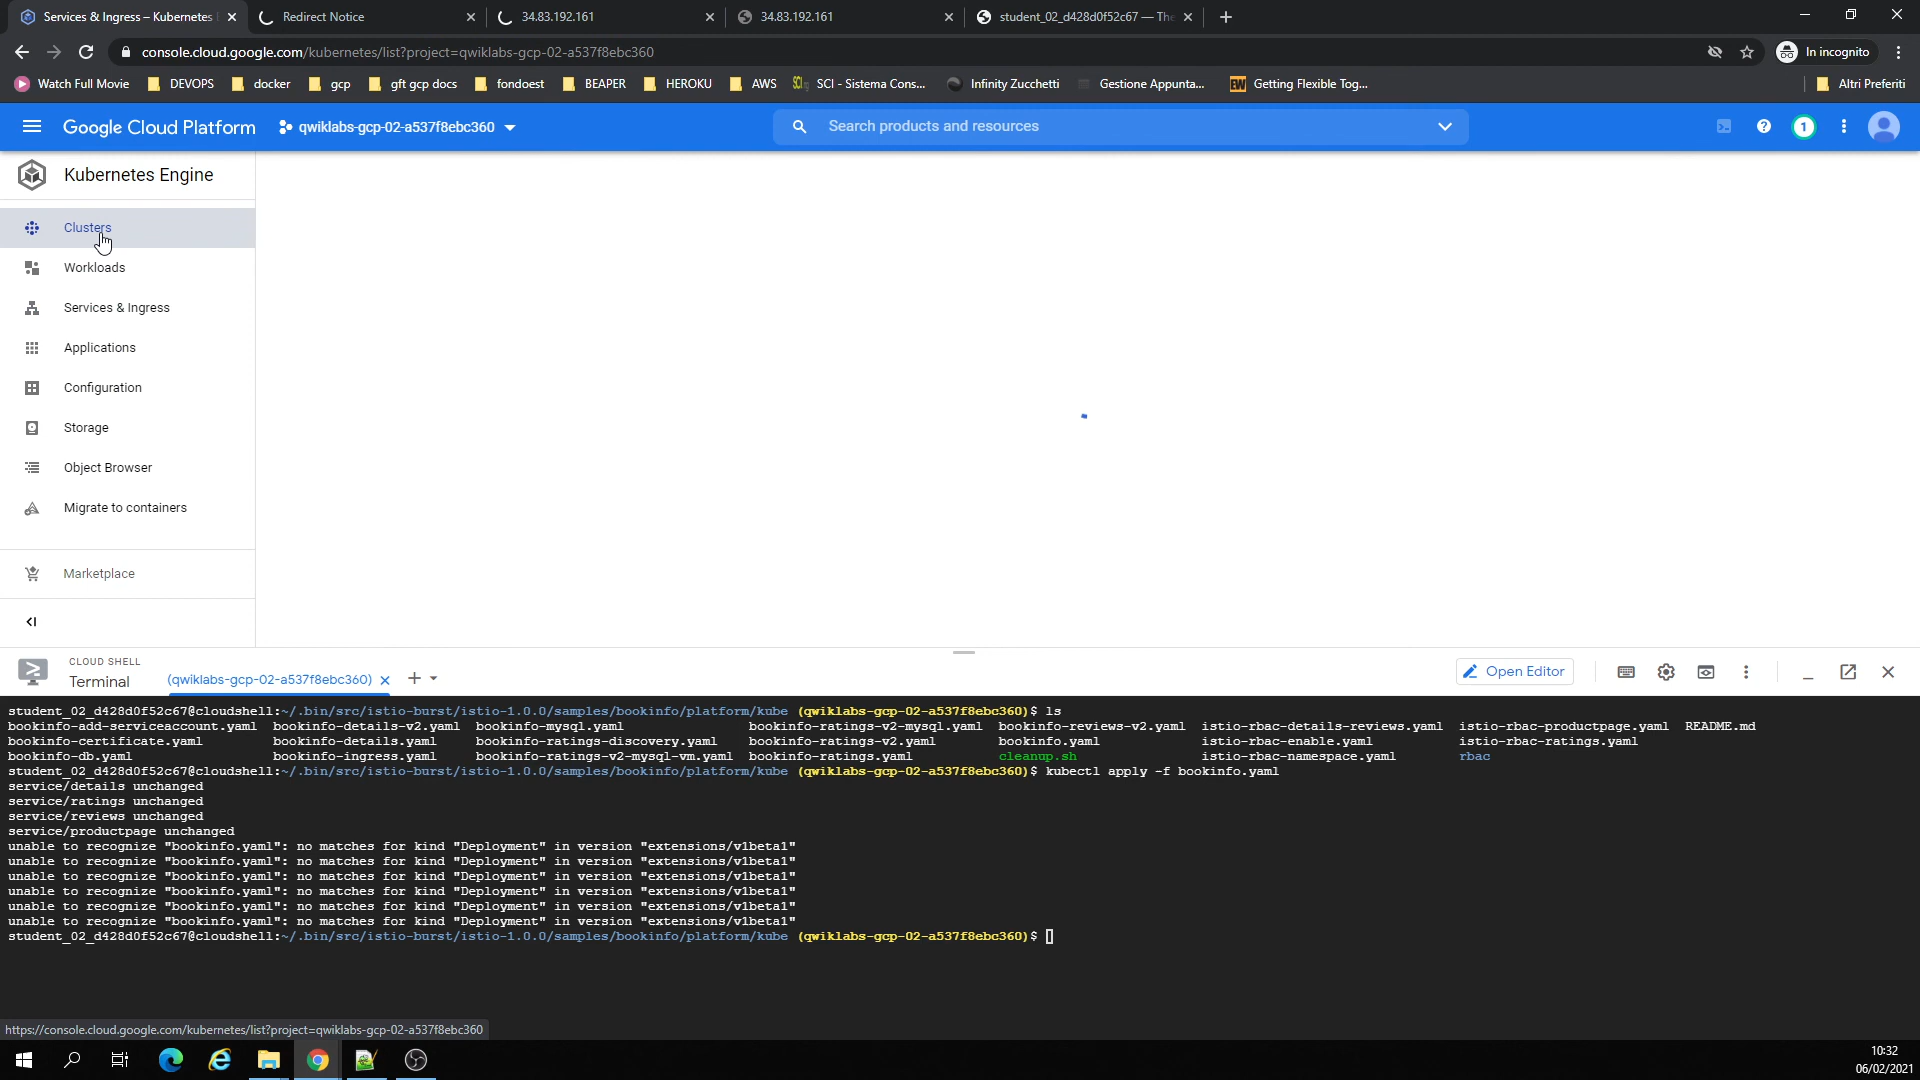 Services & Ingress – Kubernetes
Redirect Notice
34.83.192.161
34.83.192.161
student_02_d428d0f52c67 — The
In incognito
console.cloud.google.com/kubernetes/list?project=qwiklabs-gcp-02-a537f8ebc360
Watch Full Movie
DEVOPS
docker
gcp
gft gcp docs
fondoest
BEAPER
HEROKU
AWS
SCI - Sistema Cons...
Infinity Zucchetti
Gestione Appunta...
Getting Flexible Tog...
Altri Preferiti
Google Cloud Platform
qwiklabs-gcp-02-a537f8ebc360
Search products and resources
1
Kubernetes Engine
Clusters
Workloads
Services & Ingress
Applications
Configuration
Storage
Object Browser
Migrate to containers
Marketplace
CLOUD SHELL
Terminal
(qwiklabs-gcp-02-a537f8ebc360)
Open Editor
student_02_d428d0f52c67@cloudshell:~/.bin/src/istio-burst/istio-1.0.0/samples/bookinfo/platform/kube (qwiklabs-gcp-02-a537f8ebc360)$ ls
bookinfo-add-serviceaccount.yaml bookinfo-details-v2.yaml bookinfo-mysql.yaml bookinfo-ratings-v2-mysql.yaml bookinfo-reviews-v2.yaml istio-rbac-details-reviews.yaml istio-rbac-productpage.yaml README.md
bookinfo-certificate.yaml bookinfo-details.yaml bookinfo-ratings-discovery.yaml bookinfo-ratings-v2.yaml bookinfo.yaml istio-rbac-enable.yaml istio-rbac-ratings.yaml
bookinfo-db.yaml bookinfo-ingress.yaml bookinfo-ratings-v2-mysql-vm.yaml bookinfo-ratings.yaml cleanup.sh istio-rbac-namespace.yaml rbac
student_02_d428d0f52c67@cloudshell:~/.bin/src/istio-burst/istio-1.0.0/samples/bookinfo/platform/kube (qwiklabs-gcp-02-a537f8ebc360)$ kubectl apply -f bookinfo.yaml
service/details unchanged
service/ratings unchanged
service/reviews unchanged
service/productpage unchanged
unable to recognize "bookinfo.yaml": no matches for kind "Deployment" in version "extensions/v1beta1"
unable to recognize "bookinfo.yaml": no matches for kind "Deployment" in version "extensions/v1beta1"
unable to recognize "bookinfo.yaml": no matches for kind "Deployment" in version "extensions/v1beta1"
unable to recognize "bookinfo.yaml": no matches for kind "Deployment" in version "extensions/v1beta1"
unable to recognize "bookinfo.yaml": no matches for kind "Deployment" in version "extensions/v1beta1"
unable to recognize "bookinfo.yaml": no matches for kind "Deployment" in version "extensions/v1beta1"
student_02_d428d0f52c67@cloudshell:~/.bin/src/istio-burst/istio-1.0.0/samples/bookinfo/platform/kube (qwiklabs-gcp-02-a537f8ebc360)$
https://console.cloud.google.com/kubernetes/list?project=qwiklabs-gcp-02-a537f8ebc360
10:32
06/02/2021